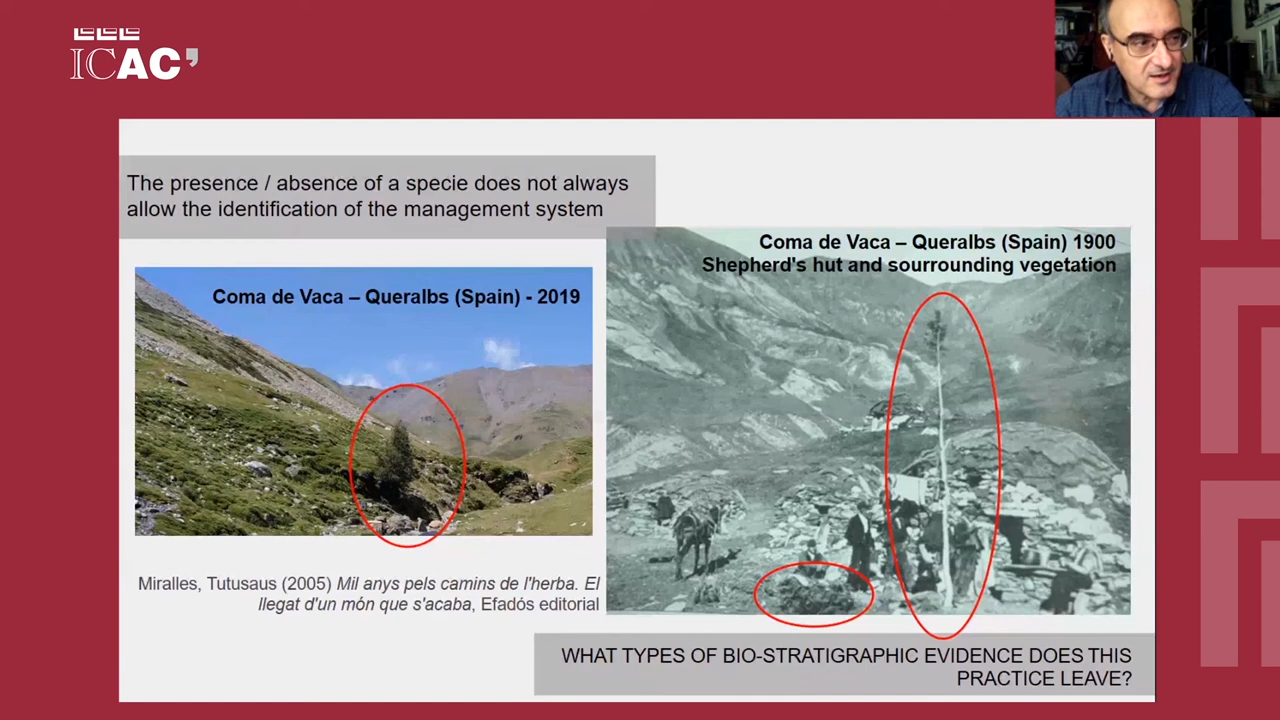 ICAC'
The presence / absence of a specie does not always
allow the identification of the management system
Coma de Vaca – Queralbs (Spain) 1900
Shepherd's hut and sourrounding vegetation
Coma de Vaca – Queralbs (Spain) - 2019
Miralles, Tutusaus (2005) Mil anys pels camins de l'herba. El
llegat d'un món que s'acaba, Efadós editorial
WHAT TYPES OF BIO-STRATIGRAPHIC EVIDENCE DOES THIS
PRACTICE LEAVE?